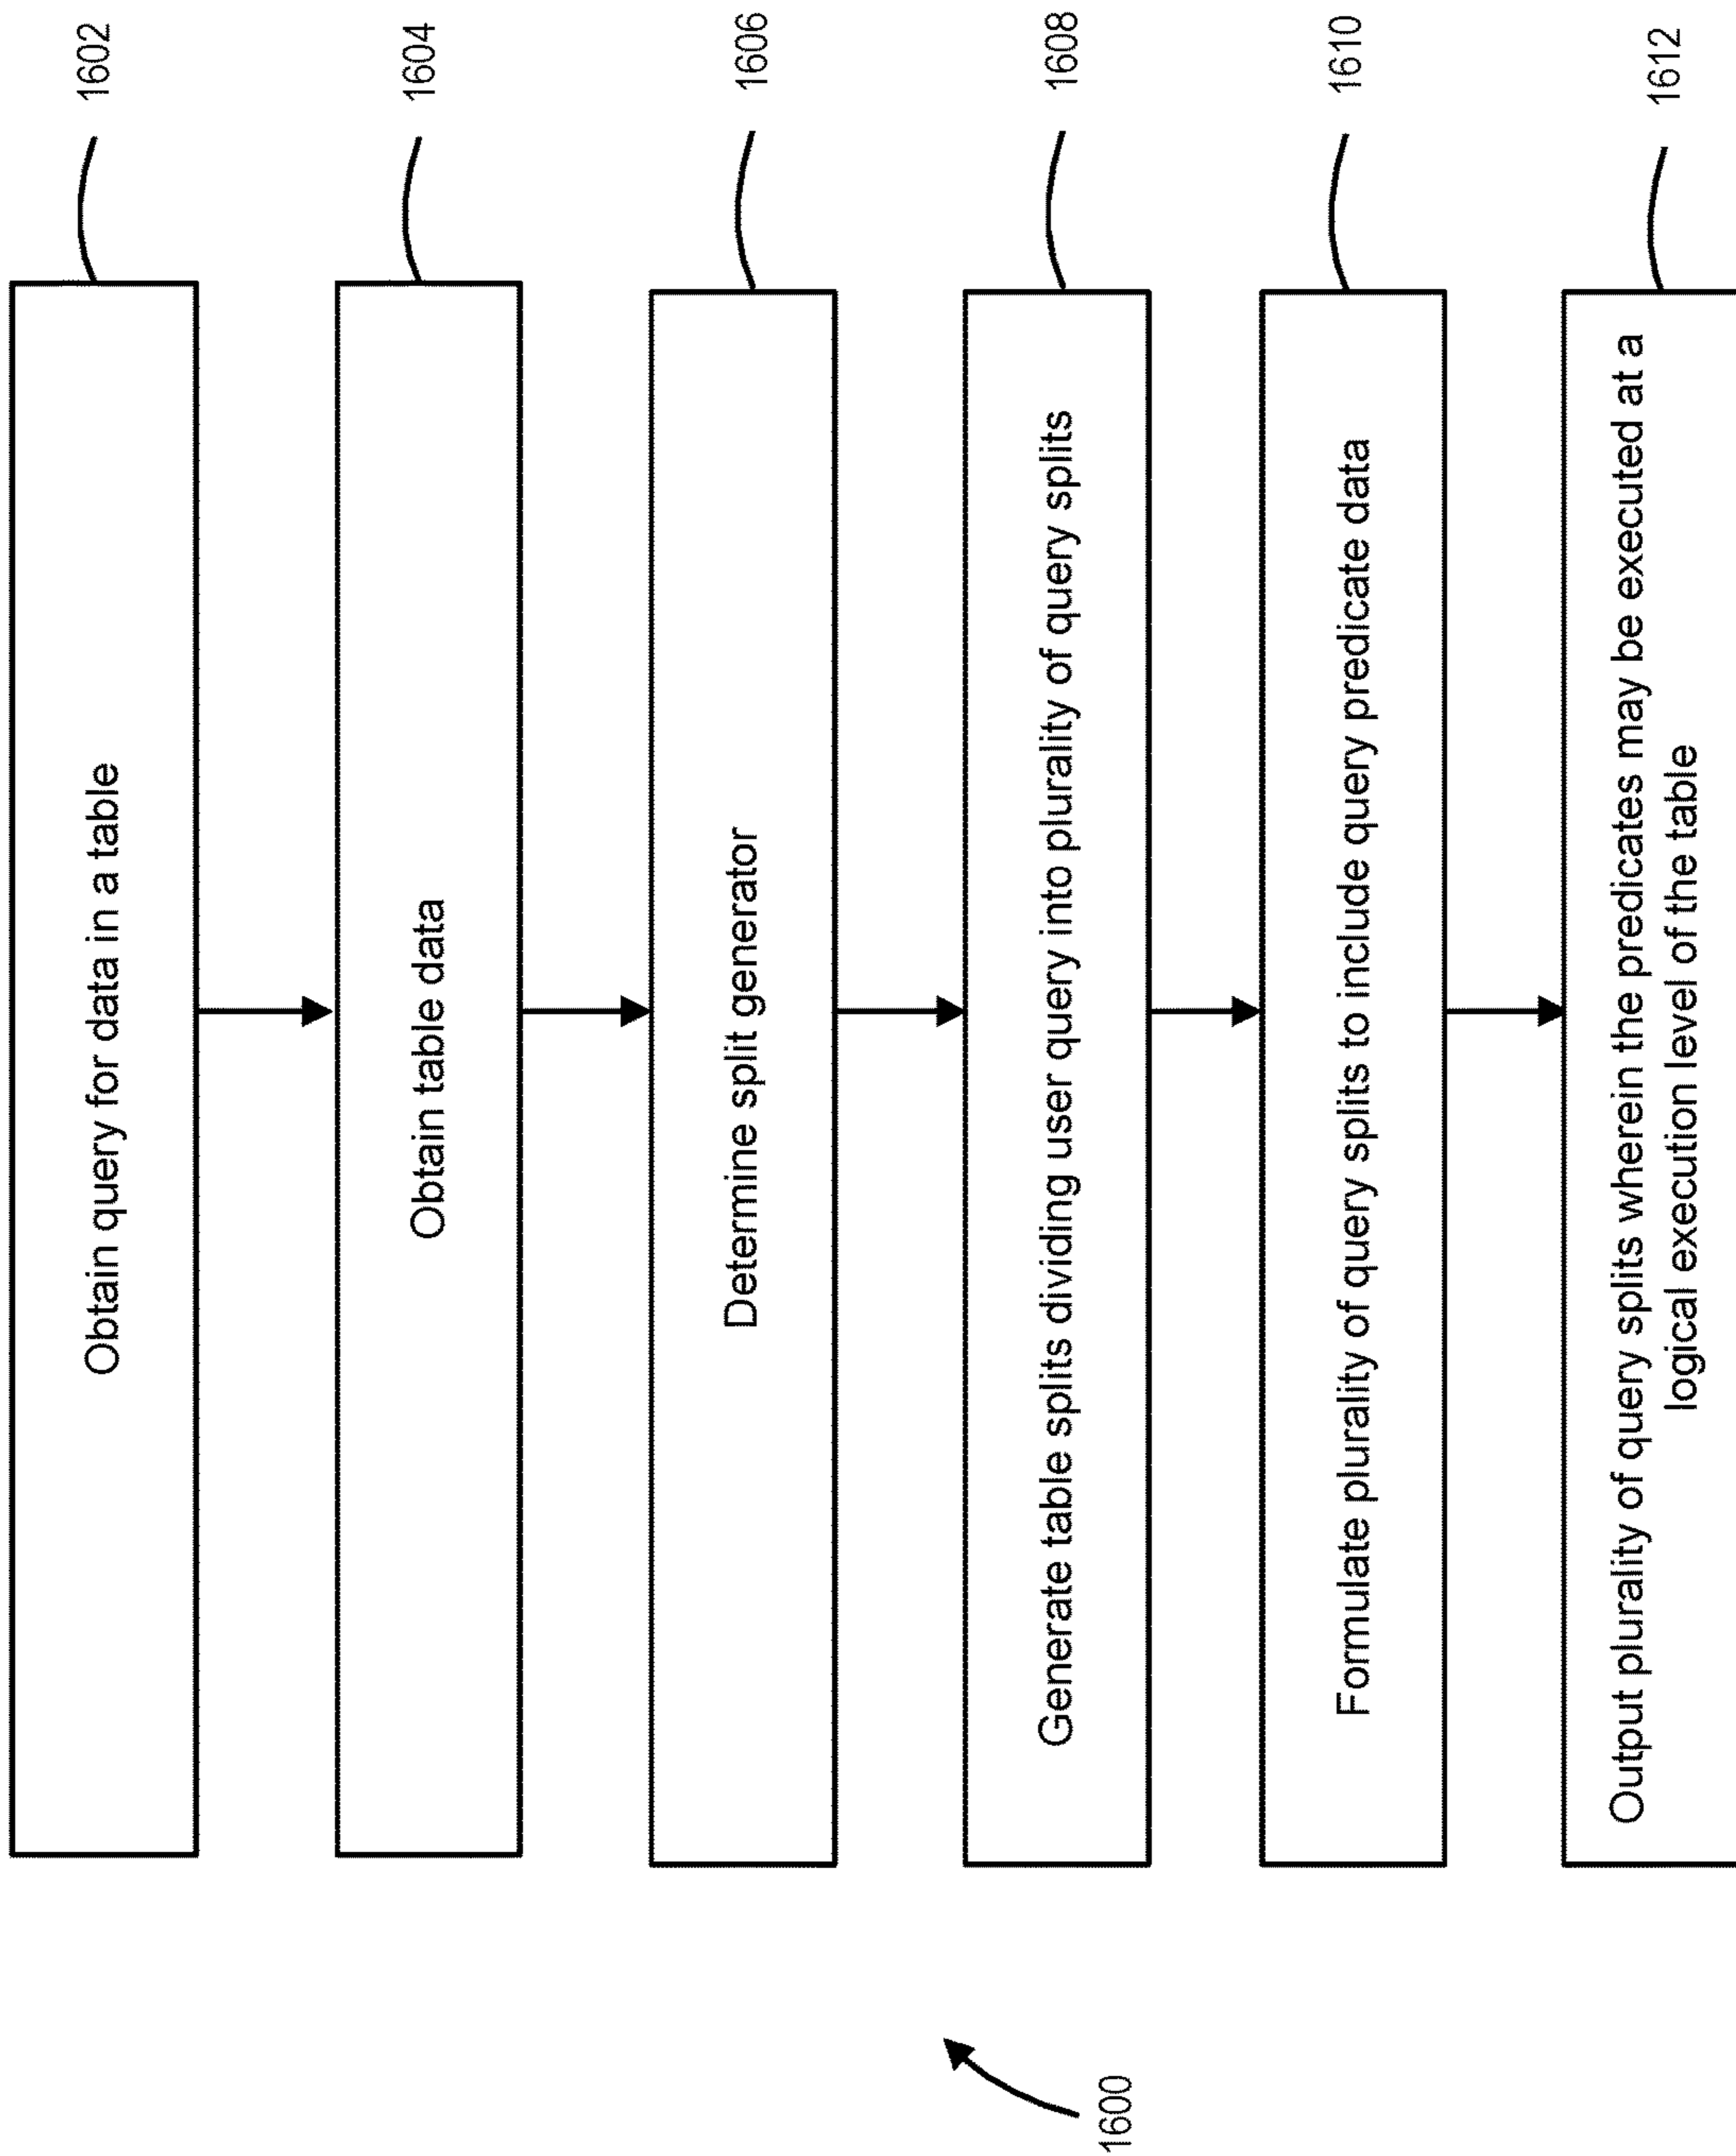 1602
Obtain query for data in a table
1604
Obtain table data
1606
Determine split generator
1608
Generate table splits dividing user query into plurality of query splits
1610
Formulate plurality of query splits to include query predicate data
1612
Output plurality of query splits wherein the predicates may be executed at a
logical execution level of the table
1600